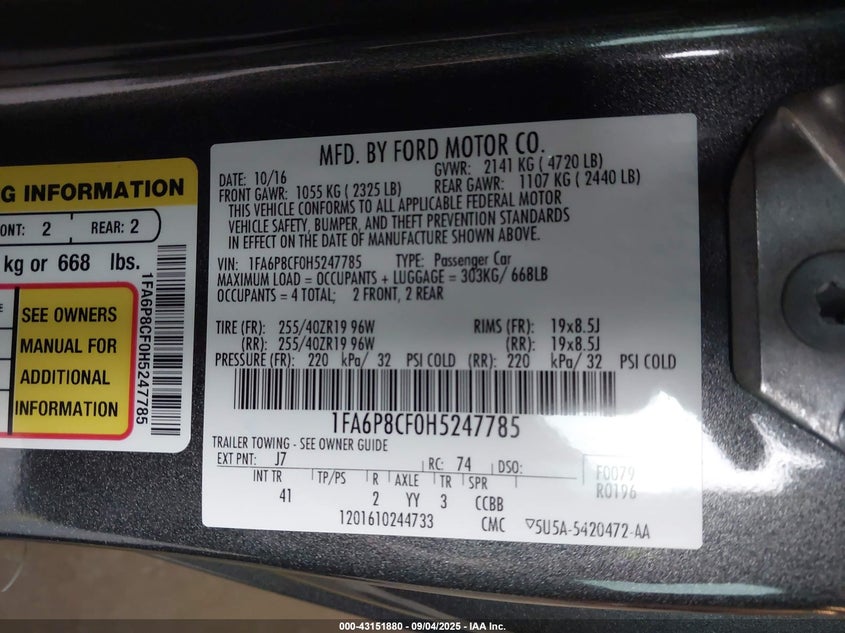 MFD. BY FORD MOTOR CO.
DATE: 10/16
GVWR: 2141 KG ( 4720 LB)
FRONT GAWR: 1055 KG ( 2325 LB)
REAR GAWR: 1107 KG ( 2440 LB)
THIS VEHICLE CONFORMS TO ALL APPLICABLE FEDERAL MOTOR
VEHICLE SAFETY, BUMPER, AND THEFT PREVENTION STANDARDS
IN EFFECT ON THE DATE OF MANUFACTURE SHOWN ABOVE.
VIN: 1FA6P8CF0H5247785 TYPE: Passenger Car
MAXIMUM LOAD = OCCUPANTS + LUGGAGE = 303KG/ 668LB
OCCUPANTS = 4 TOTAL; 2 FRONT, 2 REAR
TIRE (FR): 255/40ZR19 96W RIMS (FR): 19x8.5J
(RR): 255/40ZR19 96W (RR): 19x8.5J
PRESSURE (FR): 220 kPa/ 32 PSI COLD (RR): 220 kPa/ 32 PSI COLD
1FA6P8CF0H5247785
TRAILER TOWING - SEE OWNER GUIDE
EXT PNT: J7 RC: 74 DSO: F0079
R0196
INT TR TP/PS R AXLE TR SPR
41 2 YY 3 CCBB
1201610244733 CMC 5U5A-5420472-AA
G INFORMATION
ONT: 2 REAR: 2
kg or 668 lbs.
SEE OWNERS
MANUAL FOR
ADDITIONAL
INFORMATION
1FA6P8CF0H5247785
000-43151880 - 09/04/2025 - IAA Inc.